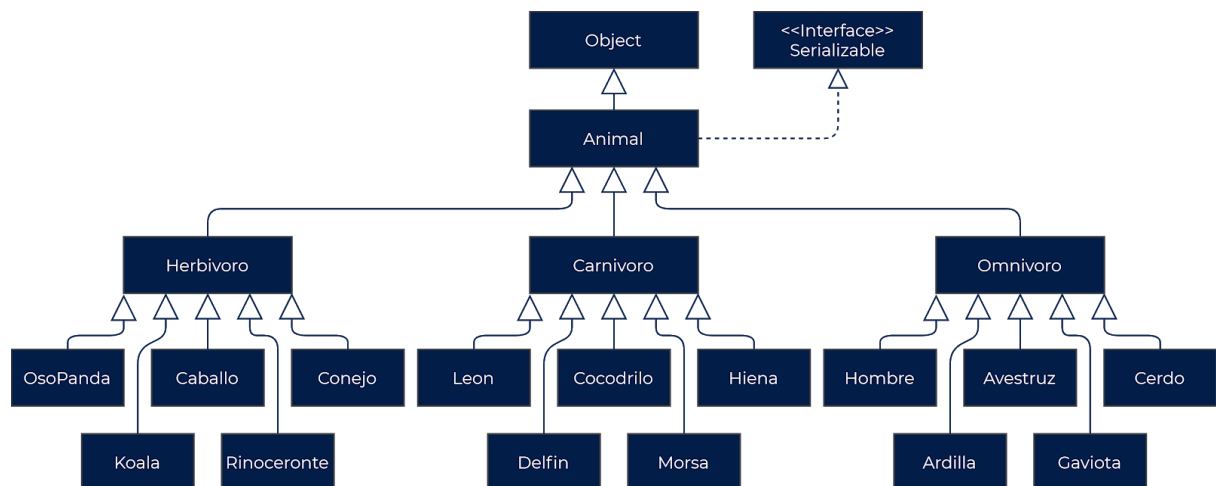 Object
<<Interface>>
Serializable
Animal
Herbivoro
Carnivoro
Omnivoro
OsoPanda
Caballo
Conejo
Leon
Cocodrilo
Hiena
Hombre
Avestruz
Cerdo
Koala
Rinoceronte
Delfin
Morsa
Ardilla
Gaviota